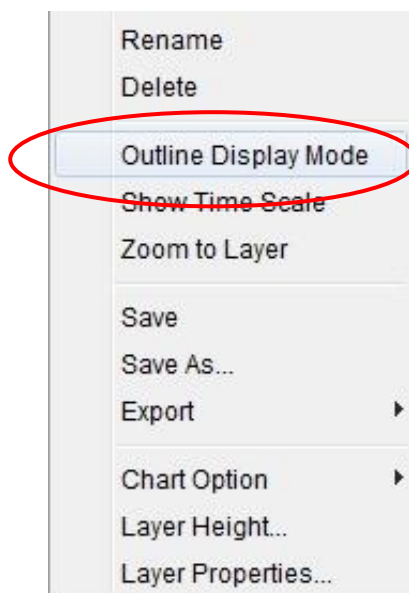 Rename
Delete
Outline Display Mode
Show Time Scale
Zoom to Layer
Save
Save As...
Export
Chart Option
Layer Height...
Layer Properties...